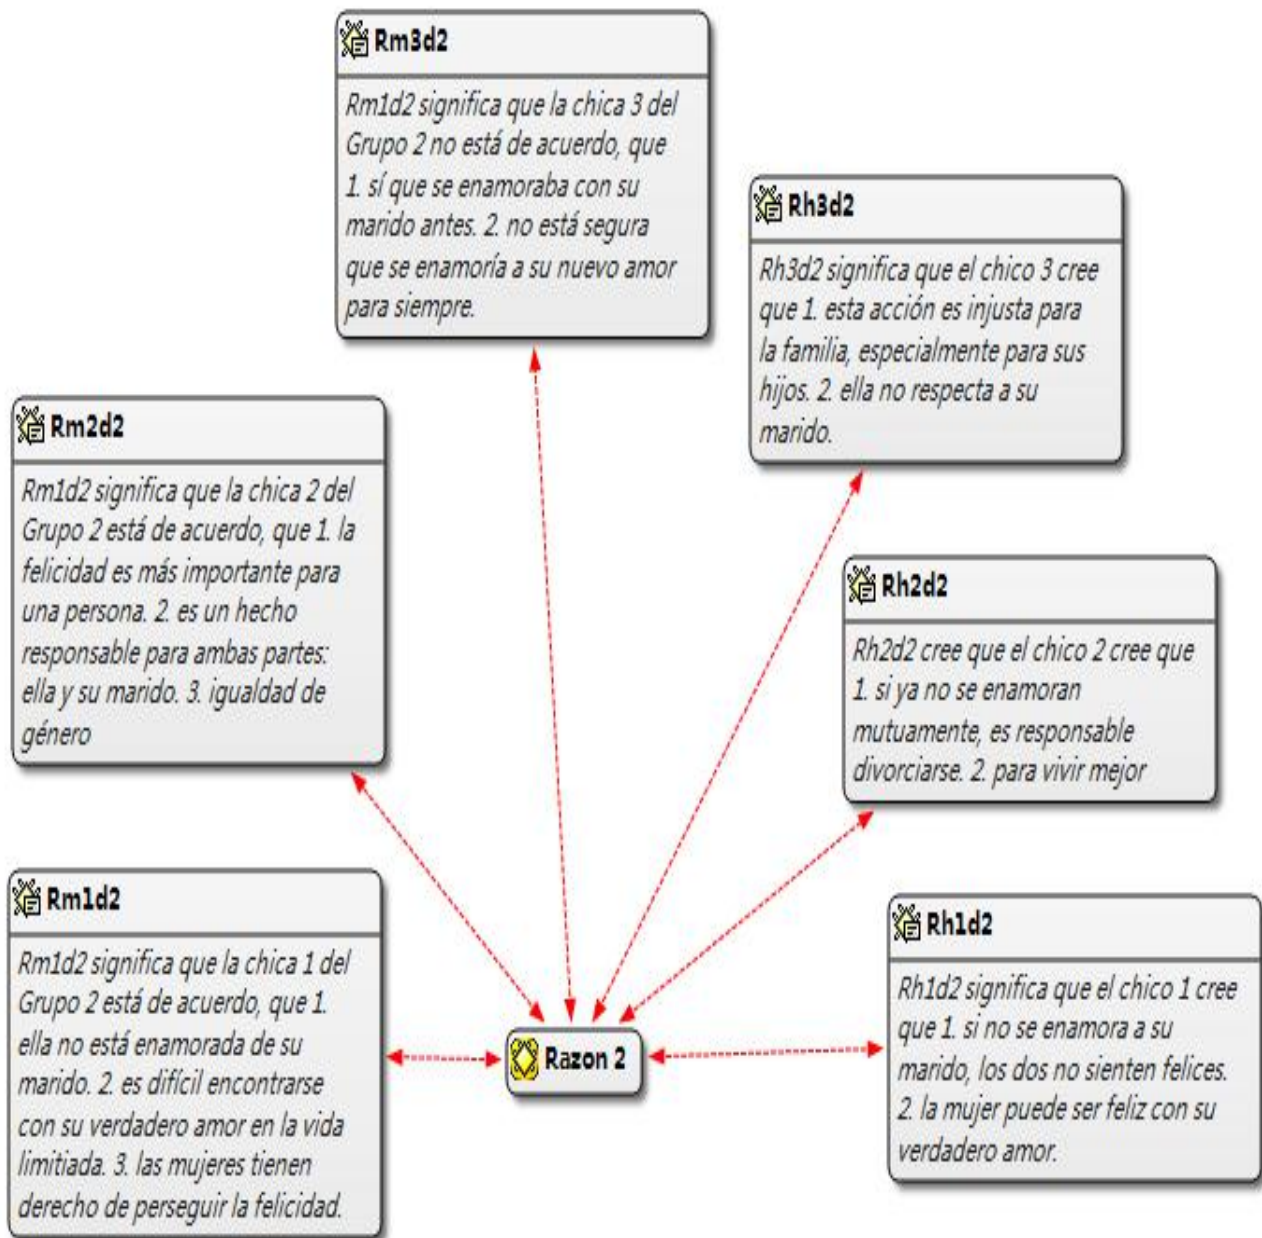 Rm3d2
Rm1d2 significa que la chica 3 del
Grupo 2 no está de acuerdo, que
1. sí que se enamoraba con su
marido antes. 2. no está segura
que se enamoría a su nuevo amor
para siempre.
Rh3d2
Rh3d2 significa que el chico 3 cree
que 1. esta acción es injusta para
la familia, especialmente para sus
hijos. 2. ella no respecta a su
marido.
Rm2d2
Rm1d2 significa que la chica 2 del
Grupo 2 está de acuerdo, que 1. la
felicidad es más importante para
una persona. 2. es un hecho
responsable para ambas partes:
ella y su marido. 3. igualdad de
género
Rh2d2
Rh2d2 cree que el chico 2 cree que
1. si ya no se enamoran
mutuamente, es responsable
divorciarse. 2. para vivir mejor
Rm1d2
Rm1d2 significa que la chica 1 del
Grupo 2 está de acuerdo, que 1.
ella no está enamorada de su
marido. 2. es difícil encontrarse
con su verdadero amor en la vida
limitiada. 3. las mujeres tienen
derecho de perseguir la felicidad.
Rh1d2
Rh1d2 significa que el chico 1 cree
que 1. si no se enamora a su
marido, los dos no sienten felices.
2. la mujer puede ser feliz con su
verdadero amor.
Razon 2